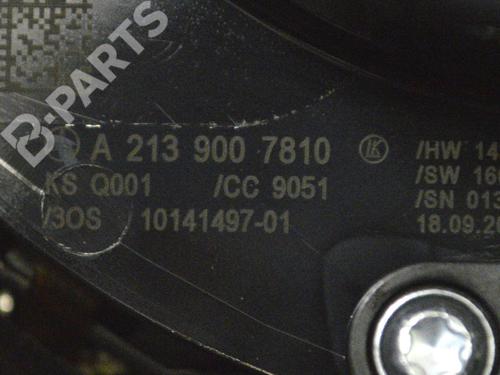 B-PARTS
A 213 900 7810 /HW 14
KS Q001 /CC 9051 /SW 160
/3OS 10141497-01 /SN 013
18.09.20